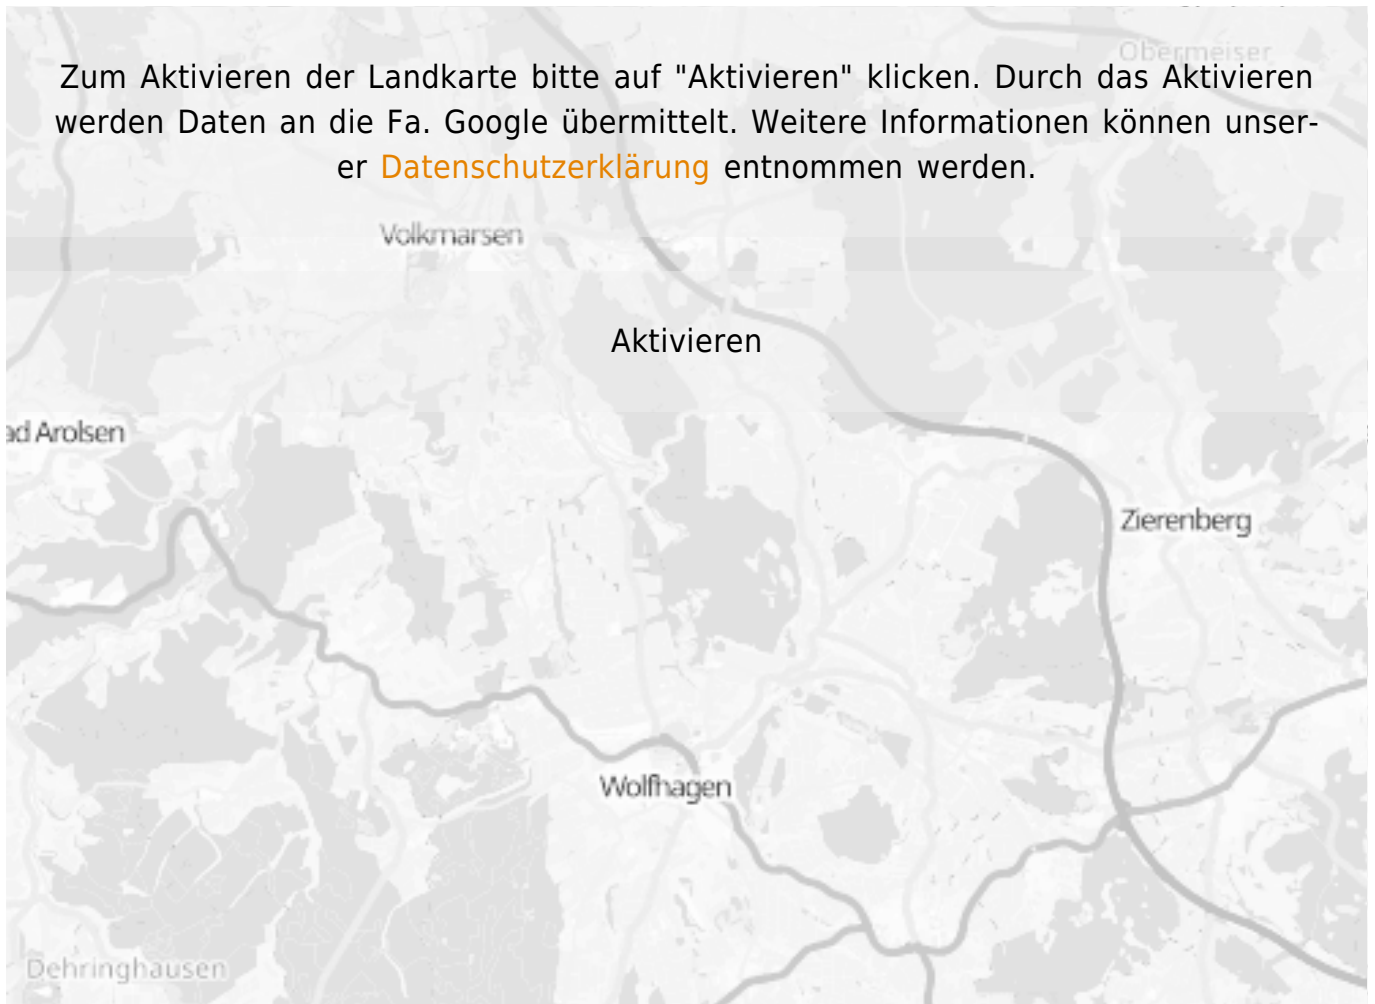 Obermeiser
Zum Aktivieren der Landkarte bitte auf "Aktivieren" klicken. Durch das Aktivieren
werden Daten an die Fa. Google übermittelt. Weitere Informationen können unser-
er Datenschutzerklärung entnommen werden.
Volkmarsen
Aktivieren
ad Arolsen
Zierenberg
Wolfhagen
Dehringhausen